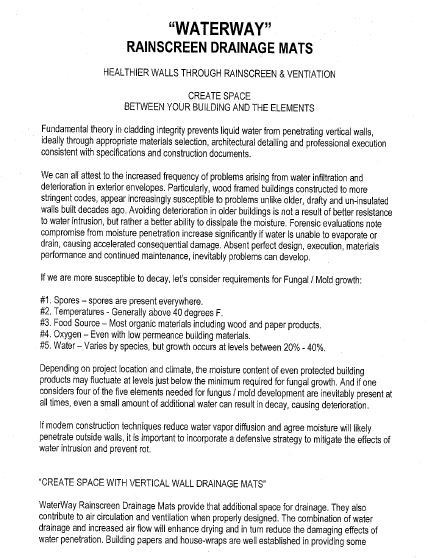 “WATERWAY”
RAINSCREEN DRAINAGE MATS
HEALTHIER WALLS THROUGH RAINSCREEN & VENTIATION
CREATE SPACE
BETWEEN YOUR BUILDING AND THE ELEMENTS
Fundamental theory in cladding integrity prevents liquid water from penetrating vertical walls,
ideally through appropriate materials selection, architectural detailing and professional execution
consistent with specifications and construction documents.
We can all attest to the increased frequency of problems arising from water infiltration and
deterioration in exterior envelopes. Particularly, wood framed buildings constructed to more
stringent codes, appear increasingly susceptible to problems unlike older, drafty and un-insulated
walls built decades ago. Avoiding deterioration in older buildings is not a result of better resistance
to water intrusion, but rather a better ability to dissipate the moisture. Forensic evaluations note
compromise from moisture penetration increase significantly if water is unable to evaporate or
drain, causing accelerated consequential damage. Absent perfect design, execution, materials
performance and continued maintenance, inevitably problems can develop.
If we are more susceptible to decay, let's consider requirements for Fungal / Mold growth:
#1. Spores – spores are present everywhere.
#2. Temperatures - Generally above 40 degrees F.
#3. Food Source – Most organic materials including wood and paper products.
#4. Oxygen – Even with low permeance building materials.
#5. Water – Varies by species, but growth occurs at levels between 20% - 40%.
Depending on project location and climate, the moisture content of even protected building
products may fluctuate at levels just below the minimum required for fungal growth. And if one
considers four of the five elements needed for fungus / mold development are inevitably present at
all times, even a small amount of additional water can result in decay, causing deterioration.
If modern construction techniques reduce water vapor diffusion and agree moisture will likely
penetrate outside walls, it is important to incorporate a defensive strategy to mitigate the effects of
water intrusion and prevent rot.
“CREATE SPACE WITH VERTICAL WALL DRAINAGE MATS”
WaterWay Rainscreen Drainage Mats provide that additional space for drainage. They also
contribute to air circulation and ventilation when properly designed. The combination of water
drainage and increased air flow will enhance drying and in turn reduce the damaging effects of
water penetration. Building papers and house-wraps are well established in providing some